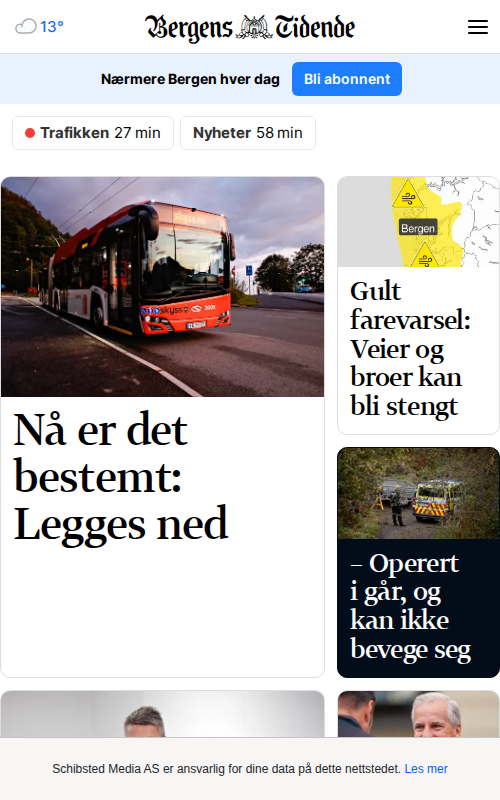 13°
Bergens Tidende
Nærmere Bergen hver dag
Bli abonnent
Trafikken 27 min
Nyheter 58 min
skyss
Bergen
Nå er det
bestemt:
Legges ned
Gult
farevarsel:
Veier og
broer kan
bli stengt
– Operert
i går, og
kan ikke
bevege seg
Schibsted Media AS er ansvarlig for dine data på dette nettstedet. Les mer